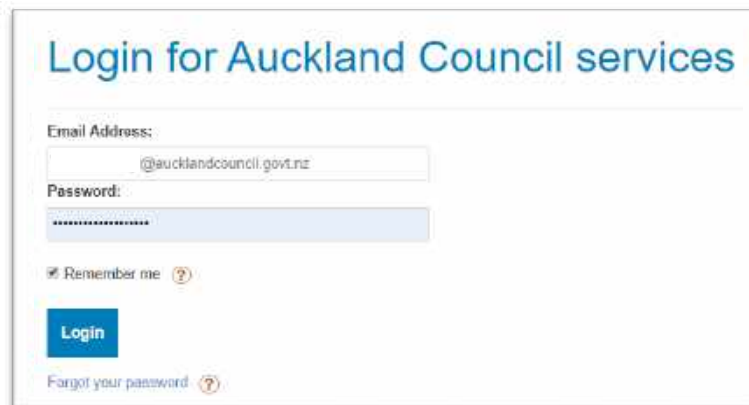 Login for Auckland Council services
Email Address:
@aucklandcouncil.govt.nz
Password:
•••••••••••••••••••
Remember me ?
Login
Forgot your password ?